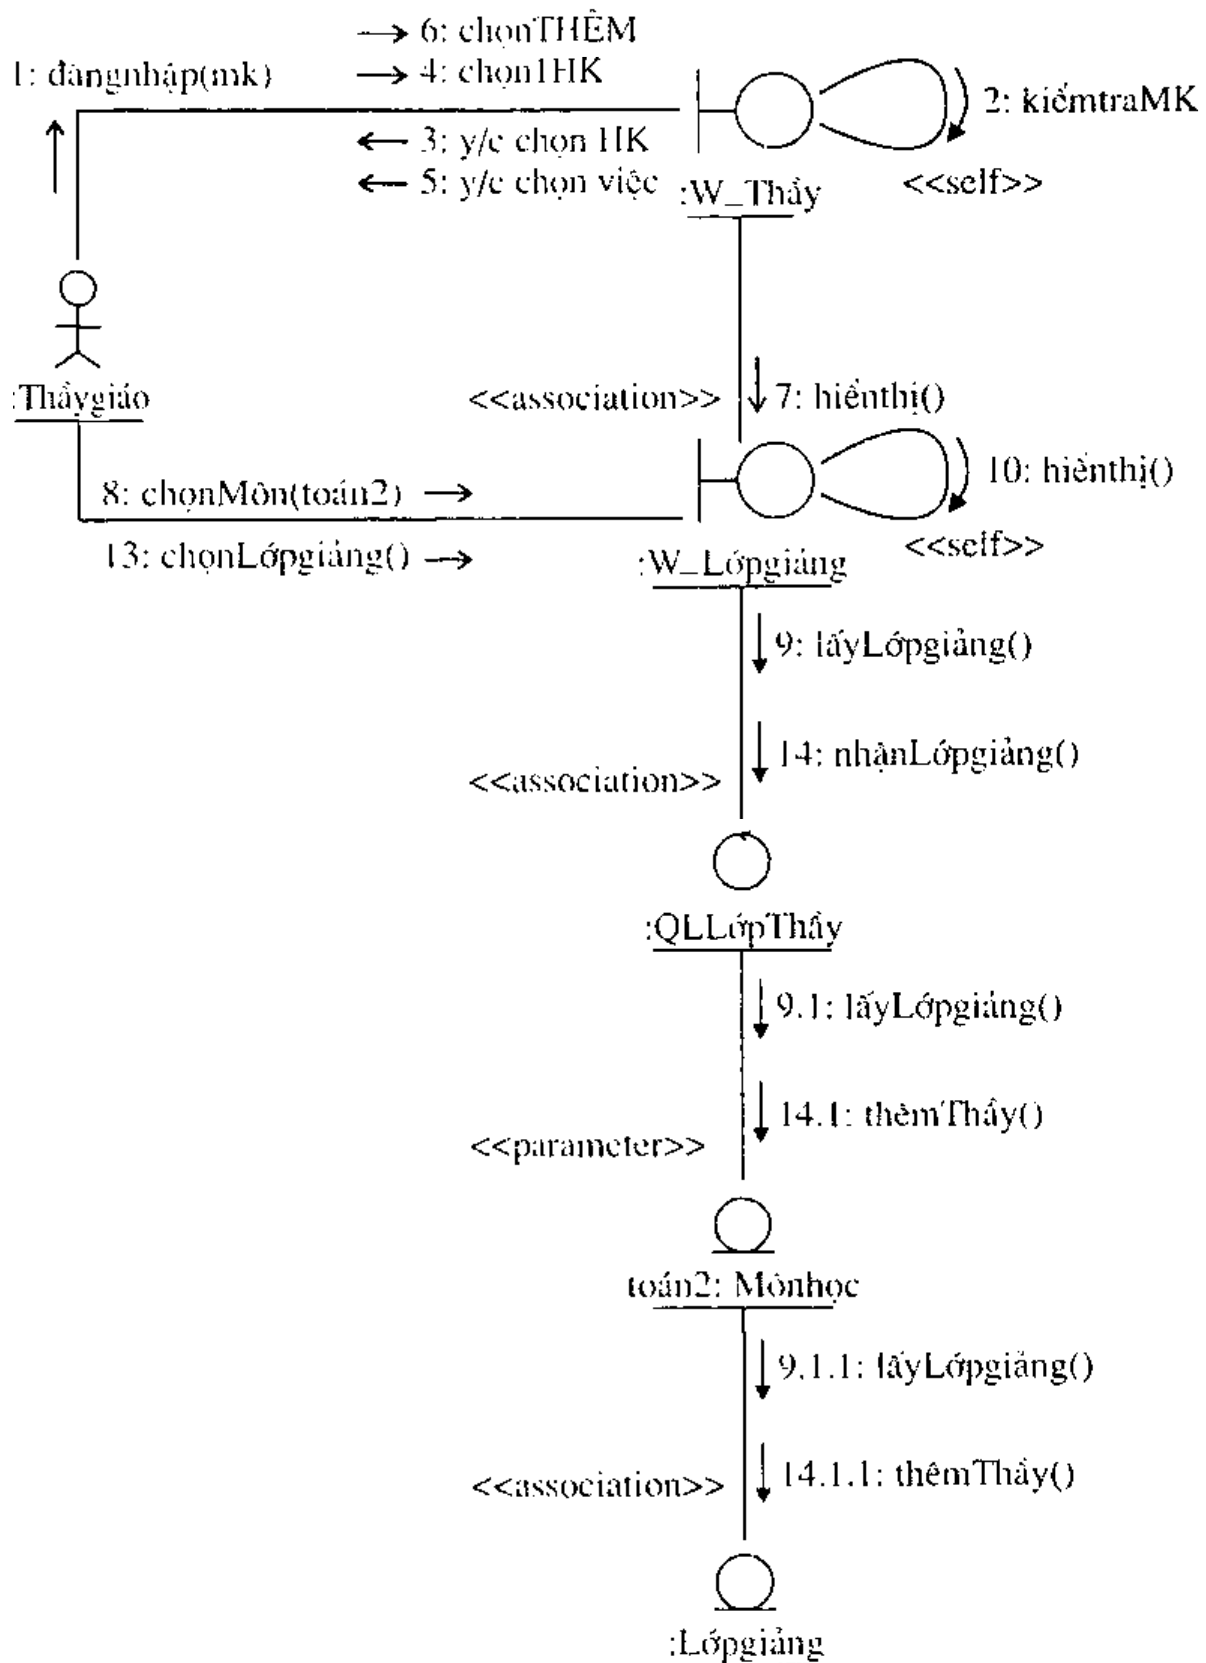 → 6: chọnTHÊM
1: đăngnhập(mk)
→ 4: chọn1HK
2: kiểmtraMK
← 3: y/c chọn 1HK
← 5: y/c chọn việc
:W_Thầy
<<self>>
:Thầygiáo
<<association>>
7: hiểnthị()
10: hiểnthị()
8: chọnMôn(toán2) →
13: chọnLớpgiảng() →
<<self>>
:W_Lớpgiảng
9: lấyLớpgiảng()
14: nhậnLớpgiảng()
<<association>>
:QLLớpThầy
9.1: lấyLớpgiảng()
14.1: thêmThầy()
<<parameter>>
toán2: Mônhọc
9.1.1: lấyLớpgiảng()
14.1.1: thêmThầy()
<<association>>
:Lớpgiảng